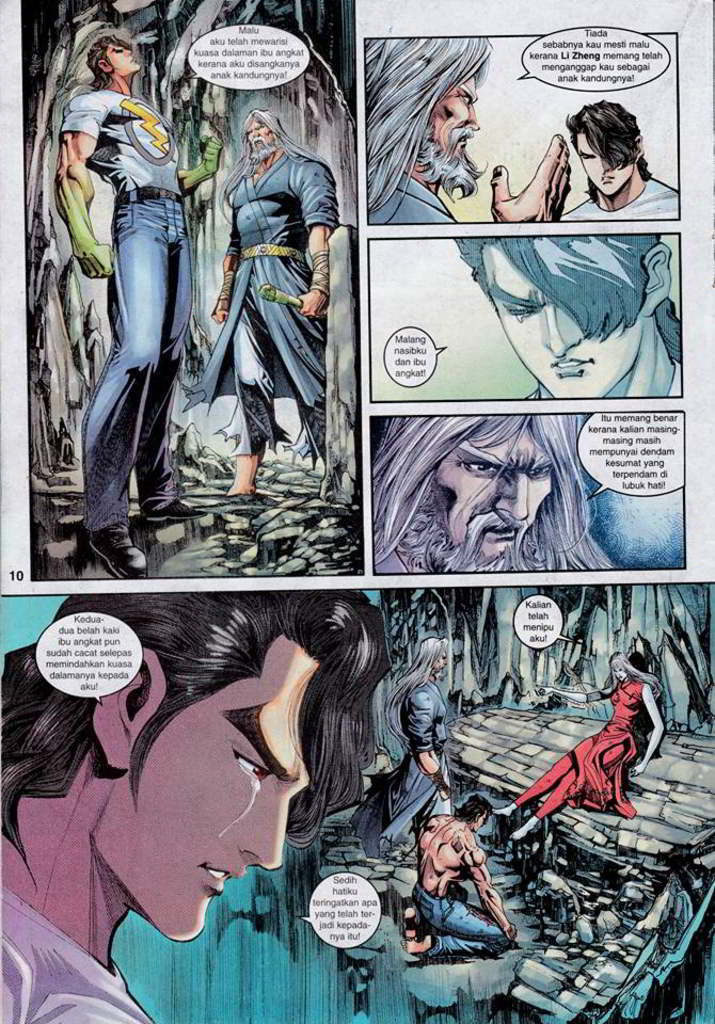 Malu
aku telah mewarisi
kuasa dalaman ibu angkat
kerana aku disangkanya
anak kandungnya!
Tiada
sebabnya kau mesti malu
kerana Li Zheng memang telah
menganggap kau sebagai
anak kandungnya!
Malang
nasibku
dan ibu
angkat!
Itu memang benar
kerana kalian masing-
masing masih
mempunyai dendam
kesumat yang
terpendam di
lubuk hati!
10
Kedua-
dua belah kaki
ibu angkat pun
sudah cacat selepas
memindahkan kuasa
dalamanya kepada
aku!
Kalian
telah
menipu
aku!
Sedih
hatiku
teringatkan apa
yang telah ter-
jadi kepada-
nya itu!